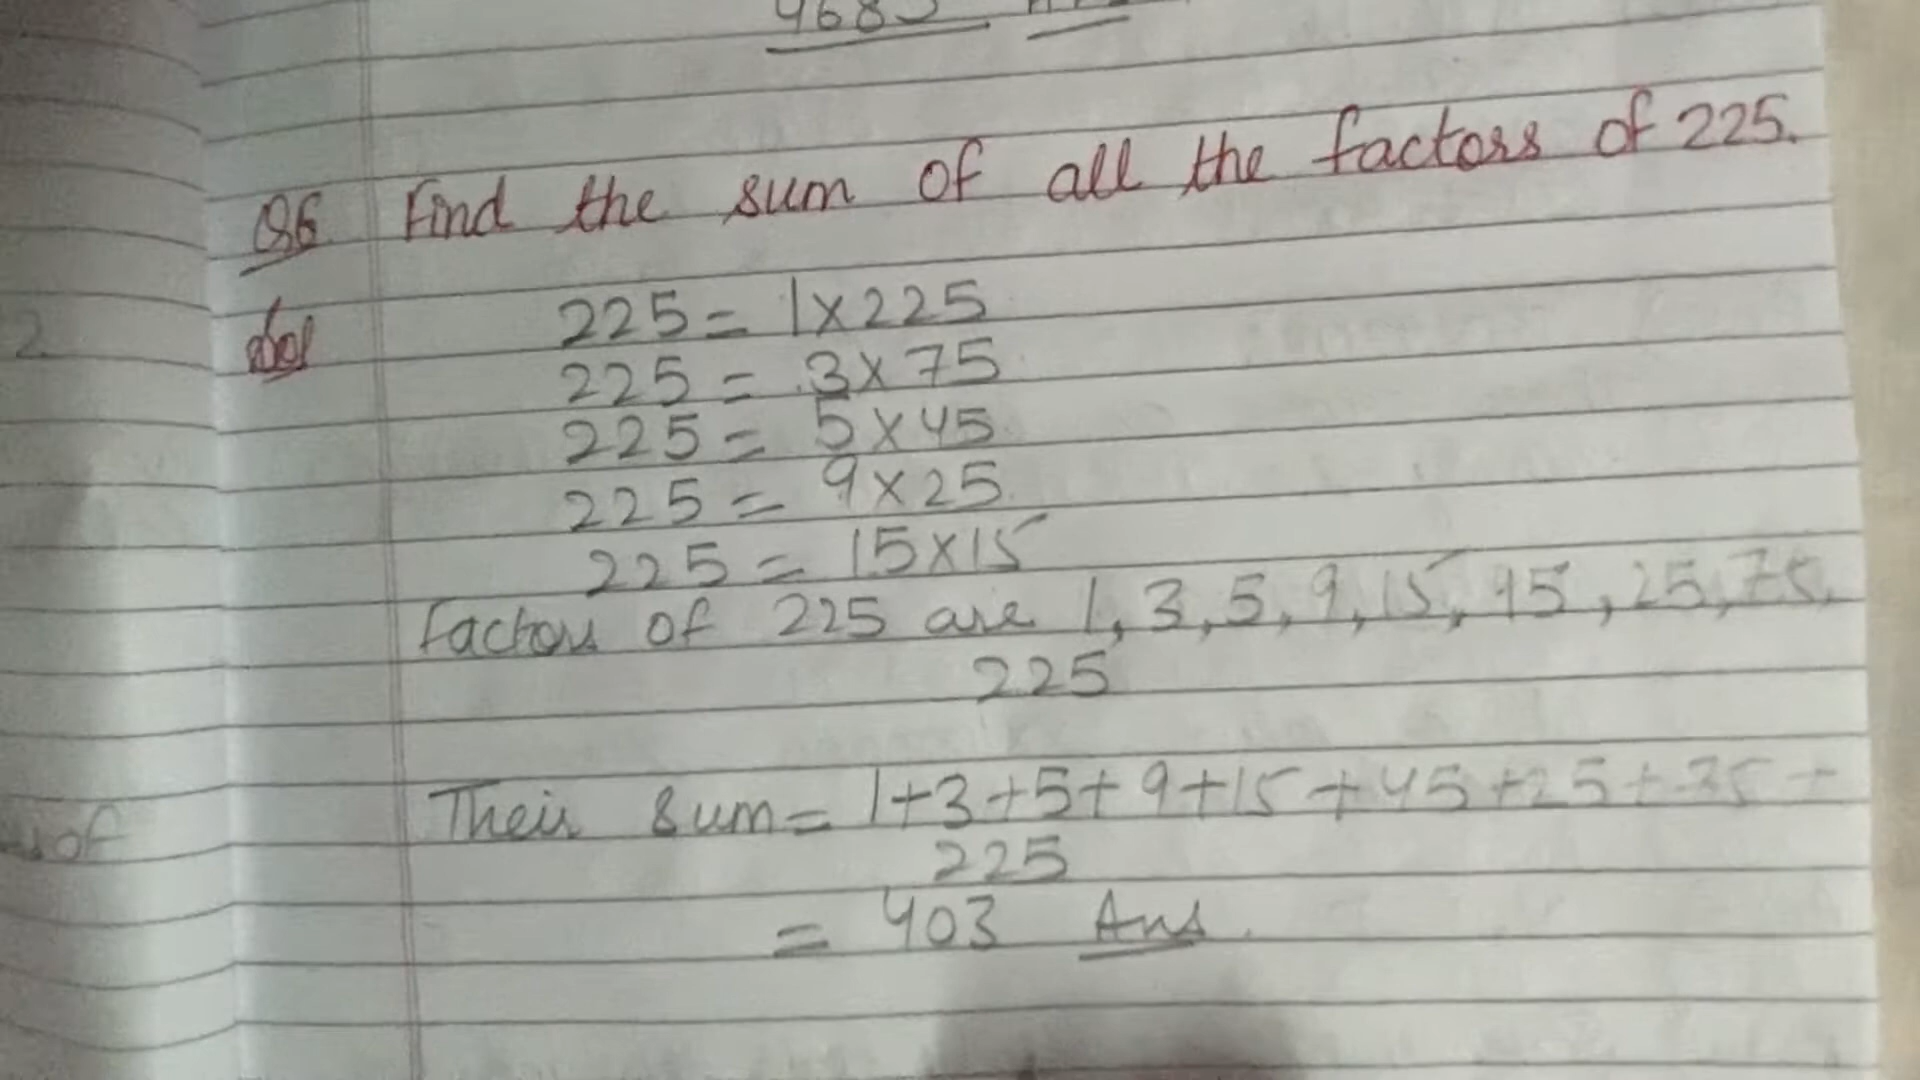 Q6 Find the sum of all the factors of 225.
Sol 225 = 1 x 225
225 = 3 x 75
225 = 5 x 45
225 = 9 x 25
225 = 15 x 15
factors of 225 are 1, 3, 5, 9, 15, 45, 25, 75,
225
Their sum = 1+3+5+9+15+45+25+75+
225
= 403 Ans.
of